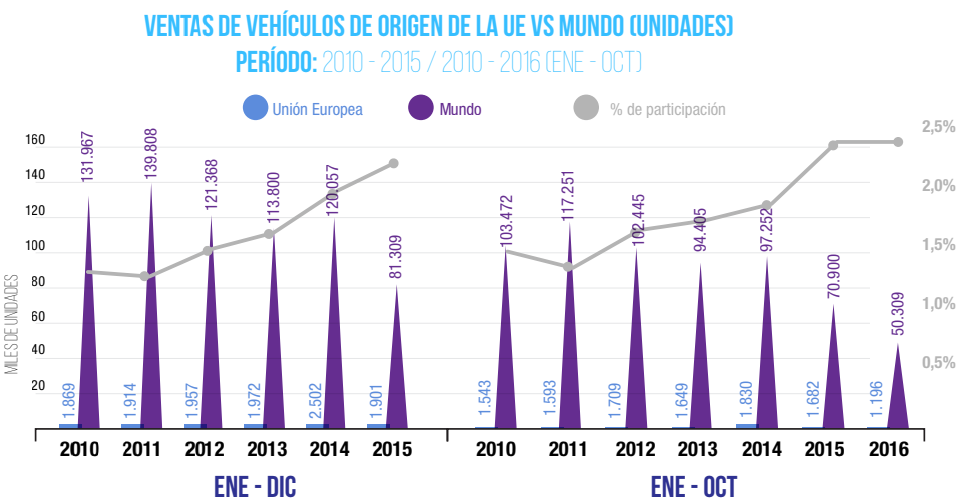 VENTAS DE VEHÍCULOS DE ORIGEN DE LA UE VS MUNDO (UNIDADES)
PERÍODO: 2010 - 2015 / 2010 - 2016 (ENE - OCT)
Unión Europea Mundo % de participación
MILES DE UNIDADES
160
140
120
100
80
60
40
20
2,5%
2,0%
1,5%
1,0%
0,5%
131.967 139.808 121.368 113.800 120.057 81.309 103.472 117.251 102.445 94.405 97.252 70.900 50.309
1.869 1.914 1.957 1.972 2.502 1.901 1.543 1.593 1.709 1.649 1.830 1.682 1.196
2010 2011 2012 2013 2014 2015 2010 2011 2012 2013 2014 2015 2016
ENE - DIC ENE - OCT